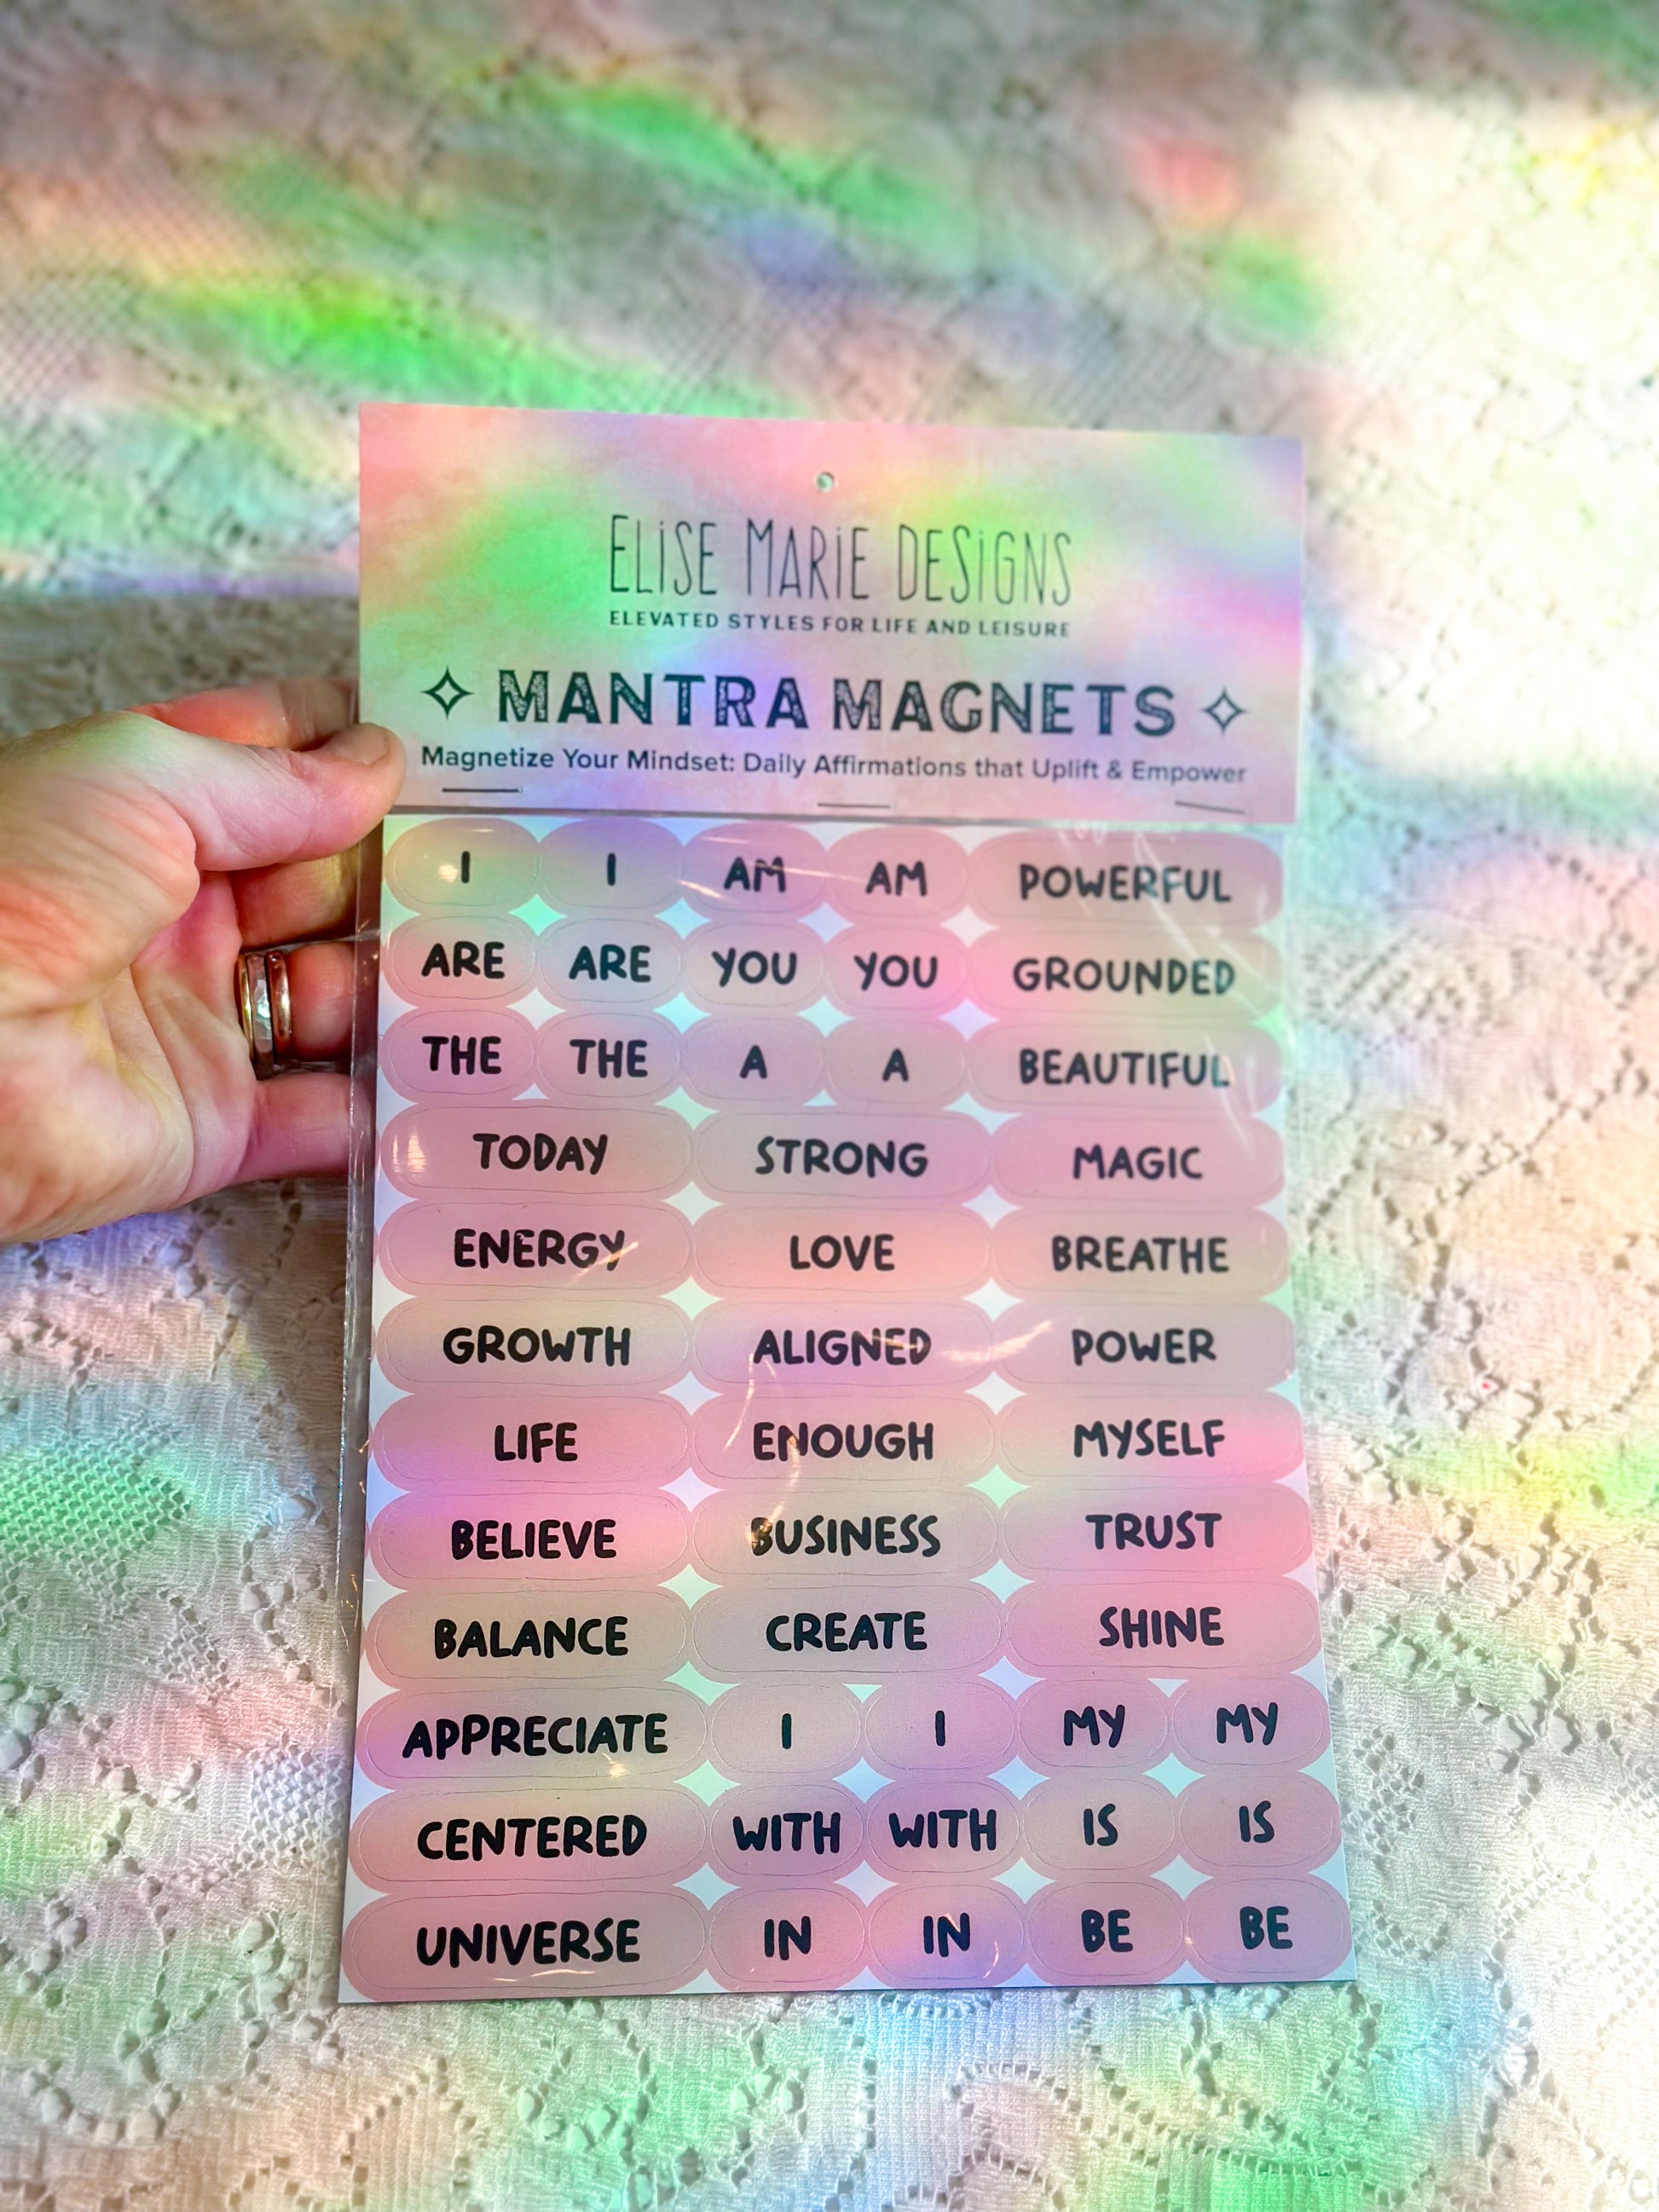 ELiSE MARiE DESiGNS
ELEVATED STYLES FOR LIFE AND LEISURE
MANTRA MAGNETS
Magnetize Your Mindset: Daily Affirmations that Uplift & Empower
I I AM AM POWERFUL
ARE ARE YOU YOU GROUNDED
THE THE A A BEAUTIFUL
TODAY STRONG MAGIC
ENERGY LOVE BREATHE
GROWTH ALIGNED POWER
LIFE ENOUGH MYSELF
BELIEVE BUSINESS TRUST
BALANCE CREATE SHINE
APPRECIATE I I MY MY
CENTERED WITH WITH IS IS
UNIVERSE IN IN BE BE